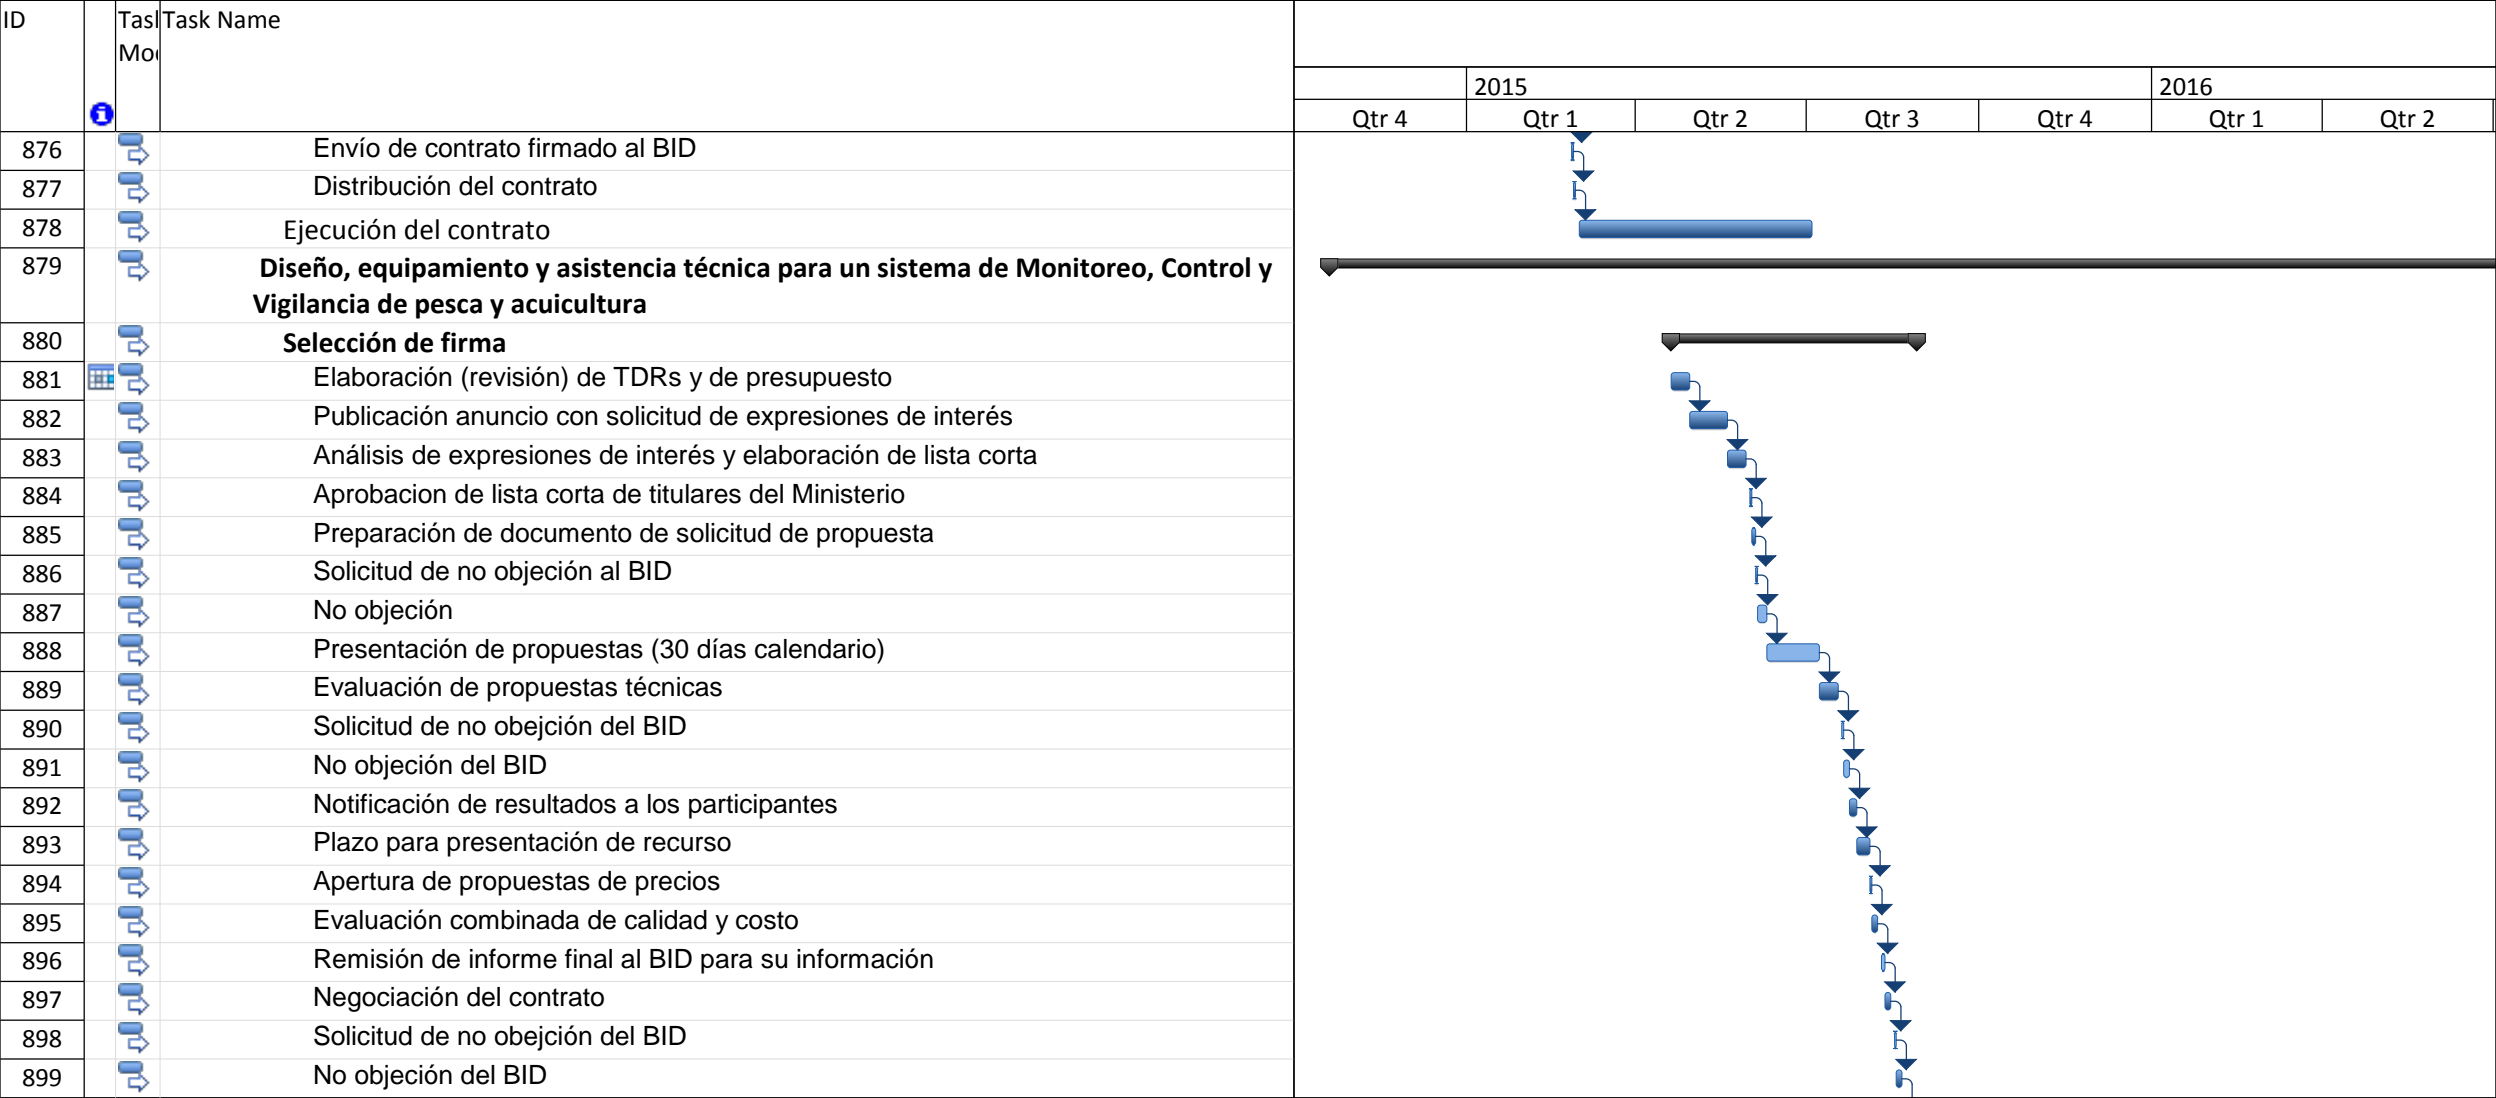 ID
Task Name
2015
2016
Qtr 4
Qtr 1
Qtr 2
Qtr 3
Qtr 4
Qtr 1
Qtr 2
876 Envío de contrato firmado al BID
877 Distribución del contrato
878 Ejecución del contrato
879 Diseño, equipamiento y asistencia técnica para un sistema de Monitoreo, Control y
Vigilancia de pesca y acuicultura
880 Selección de firma
881 Elaboración (revisión) de TDRs y de presupuesto
882 Publicación anuncio con solicitud de expresiones de interés
883 Análisis de expresiones de interés y elaboración de lista corta
884 Aprobacion de lista corta de titulares del Ministerio
885 Preparación de documento de solicitud de propuesta
886 Solicitud de no objeción al BID
887 No objeción
888 Presentación de propuestas (30 días calendario)
889 Evaluación de propuestas técnicas
890 Solicitud de no obejción del BID
891 No objeción del BID
892 Notificación de resultados a los participantes
893 Plazo para presentación de recurso
894 Apertura de propuestas de precios
895 Evaluación combinada de calidad y costo
896 Remisión de informe final al BID para su información
897 Negociación del contrato
898 Solicitud de no obejción del BID
899 No objeción del BID